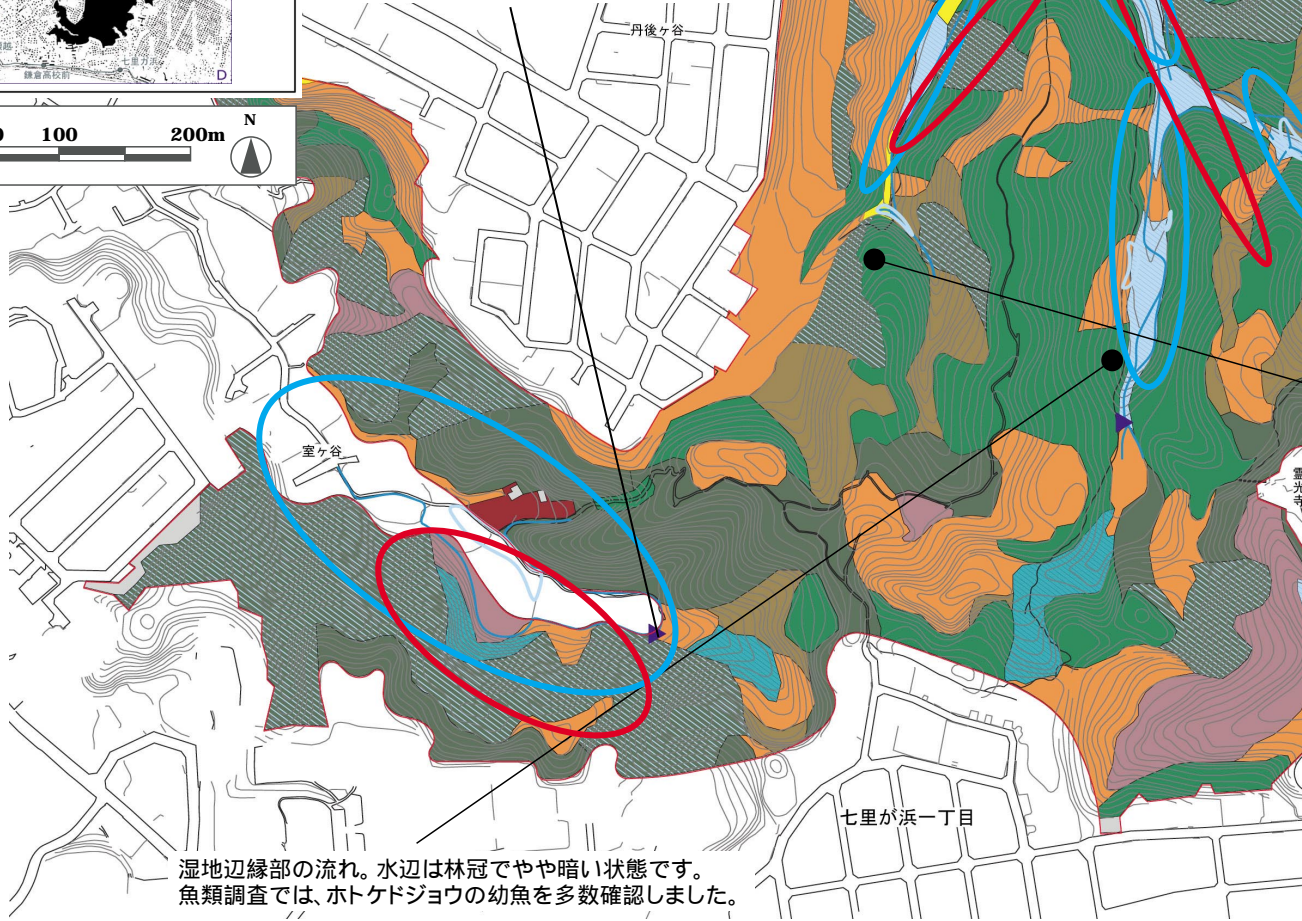 七里ガ浜
鎌倉高校前
D
100 200m
N
丹後ヶ谷
室ヶ谷
霊光寺
七里が浜一丁目
湿地辺縁部の流れ。水辺は林冠でやや暗い状態です。
魚類調査では、ホトケドジョウの幼魚を多数確認しました。